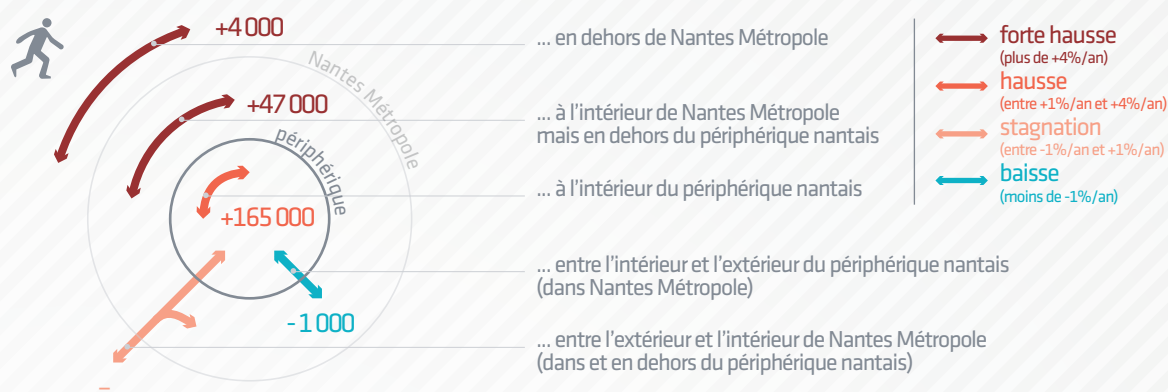 +4 000
... en dehors de Nantes Métropole
Nantes Métropole
+47 000
... à l'intérieur de Nantes Métropole
mais en dehors du périphérique nantais
périphérique
... à l'intérieur du périphérique nantais
+165 000
... entre l'intérieur et l'extérieur du périphérique nantais
(dans Nantes Métropole)
- 1 000
... entre l'extérieur et l'intérieur de Nantes Métropole
(dans et en dehors du périphérique nantais)
forte hausse
(plus de +4%/an)
hausse
(entre +1%/an et +4%/an)
stagnation
(entre -1%/an et +1%/an)
baisse
(moins de -1%/an)